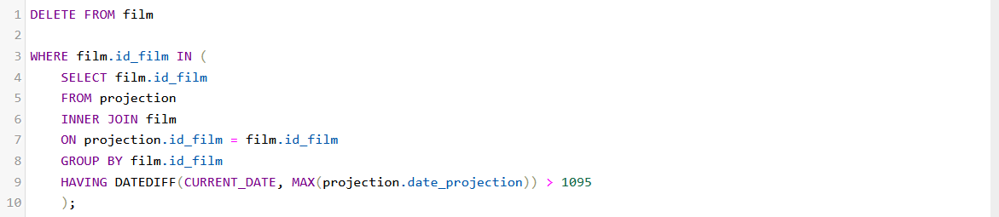 1 DELETE FROM film
2
3 WHERE film.id_film IN (
4 SELECT film.id_film
5 FROM projection
6 INNER JOIN film
7 ON projection.id_film = film.id_film
8 GROUP BY film.id_film
9 HAVING DATEDIFF(CURRENT_DATE, MAX(projection.date_projection)) > 1095
10 );